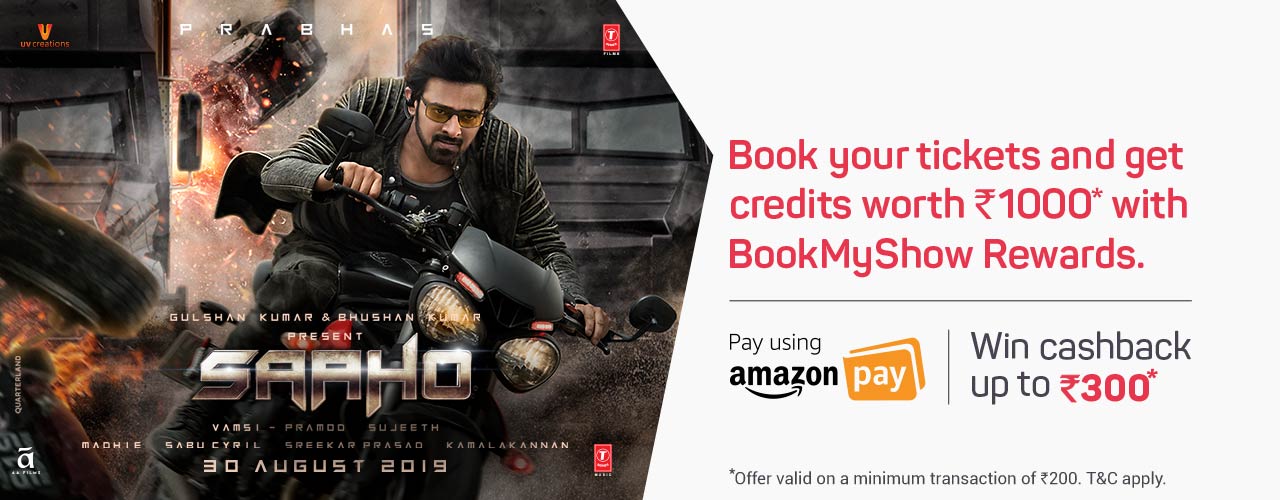 PRABHAS
UV creations
T
SERIES
FILMS
GULSHAN KUMAR & BHUSHAN KUMAR
PRESENT
SAAHO
VAMSI - PRAMOD SUJEETH
MADHIE SABU CYRIL SREEKAR PRASAD KAMALAKANNAN
30 AUGUST 2019
QUARTERLAND
ā
AA FILMS
T
SERIES
MUSIC
Book your tickets and get
credits worth ₹1000* with
BookMyShow Rewards.
Pay using
amazon pay
Win cashback
up to ₹300*
*Offer valid on a minimum transaction of ₹200. T&C apply.